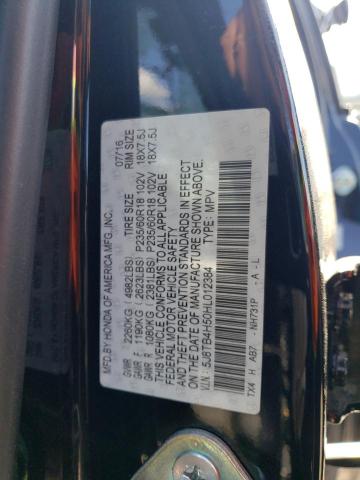 MFD.BY HONDA OF AMERICA MFG.,INC. 07/16
TIRE SIZE RIM SIZE
GVWR 2260KG (4982LBS)
GAWR F 1190KG (2623LBS) P235/60R18 102V 18X7.5J
GAWR R 1080KG (2381LBS) P235/60R18 102V 18X7.5J
THIS VEHICLE CONFORMS TO ALL APPLICABLE
FEDERAL MOTOR VEHICLE SAFETY
AND THEFT PREVENTION STANDARDS IN EFFECT
ON THE DATE OF MANUFACTURE SHOWN ABOVE.
VIN : 5J8TB4H50HL012384 TYPE: MPV
TX4 H AB7 NH731P - A - L